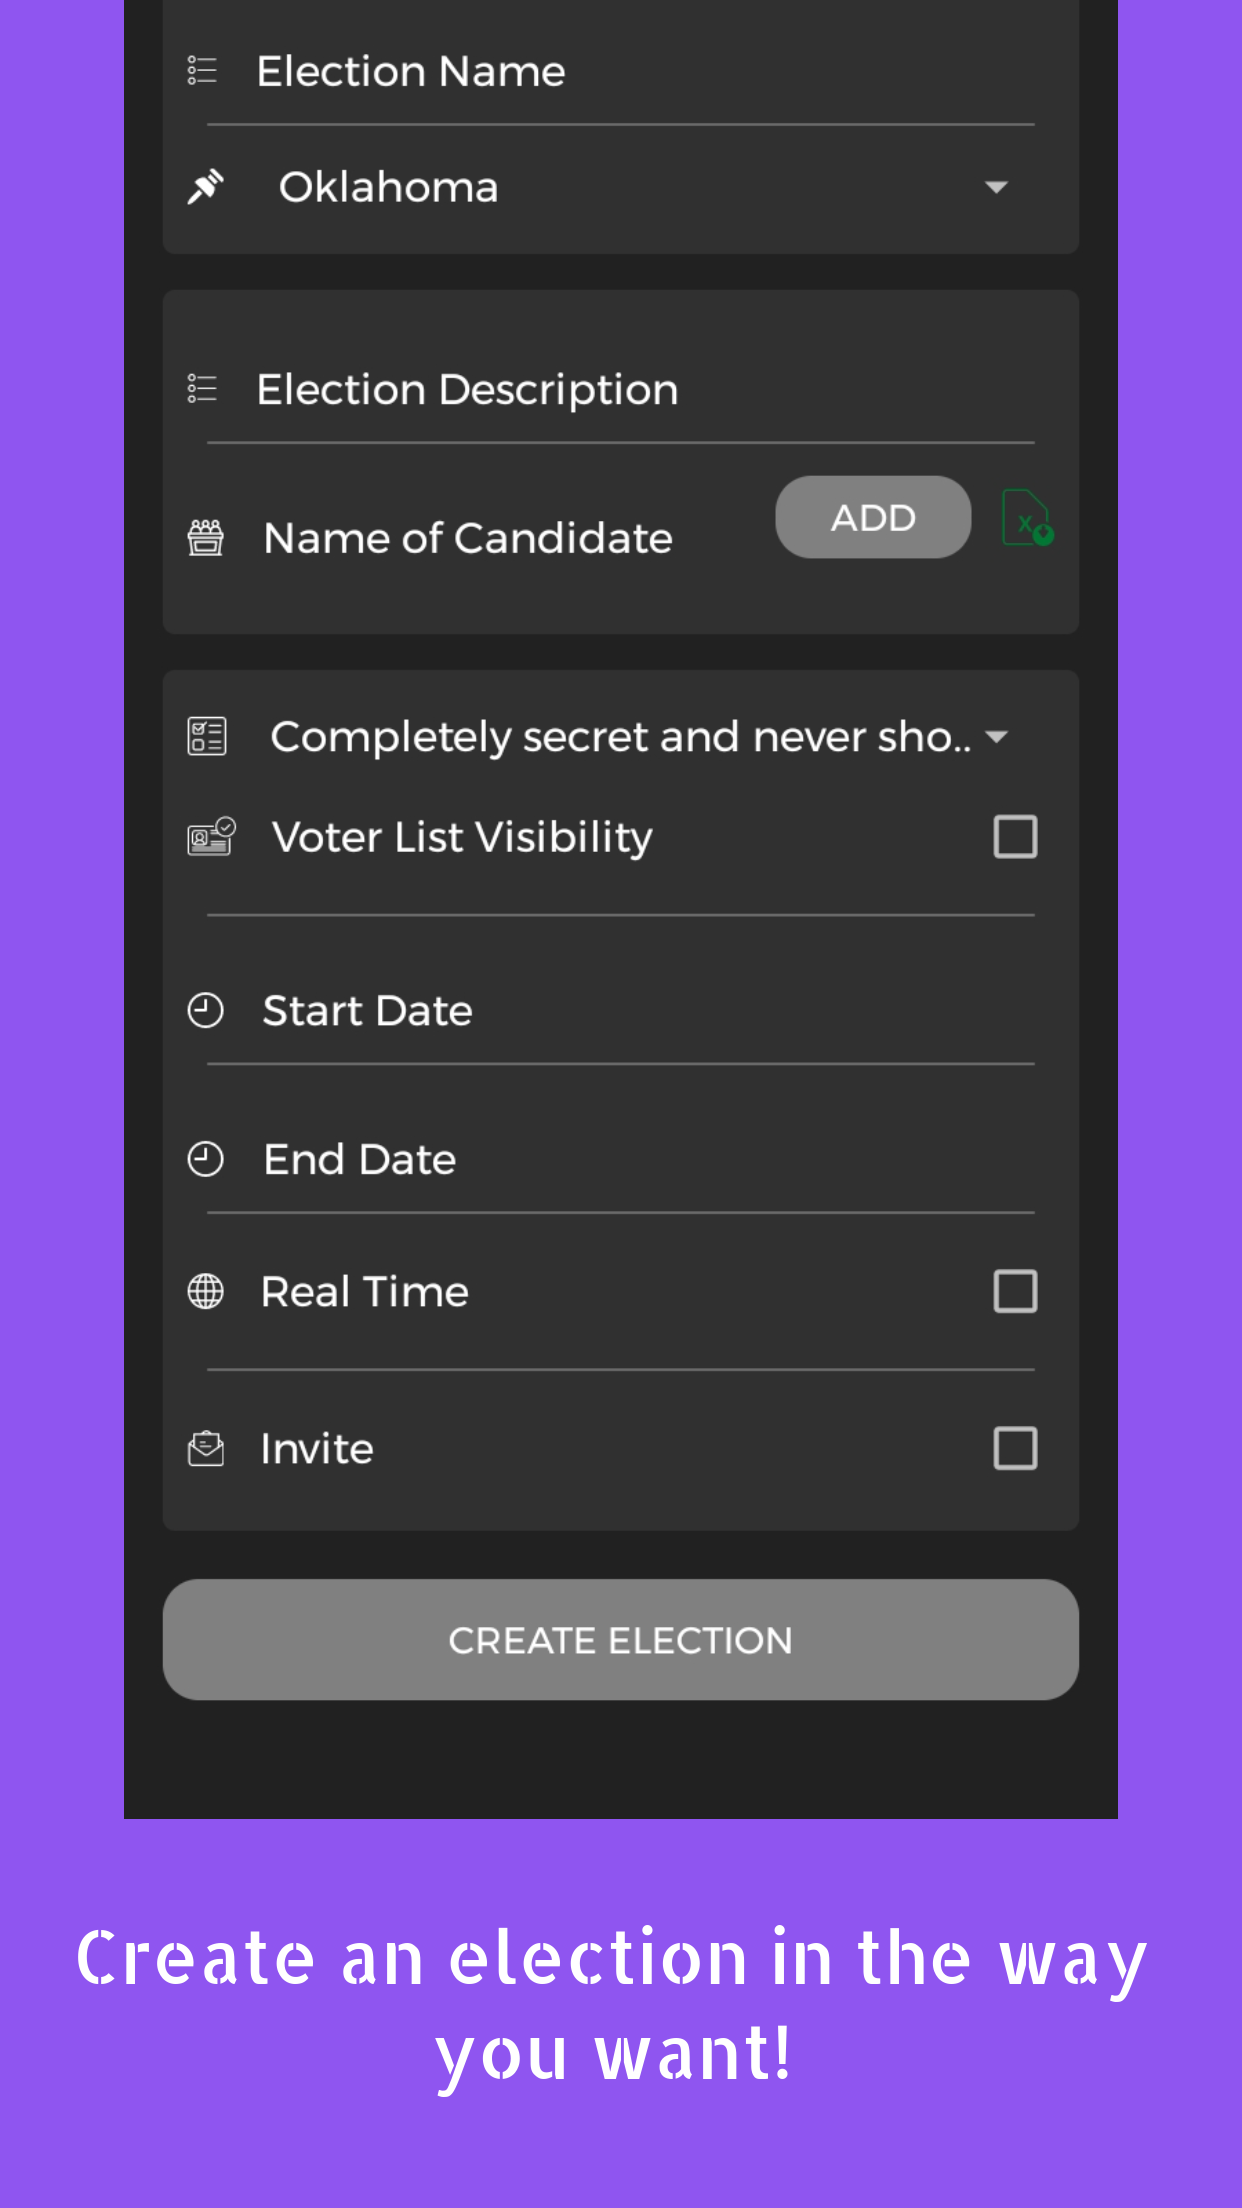 Election Name
Oklahoma
Election Description
Name of Candidate
ADD
X
Completely secret and never sho..
Voter List Visibility
Start Date
End Date
Real Time
Invite
CREATE ELECTION
Create an election in the way
you want!